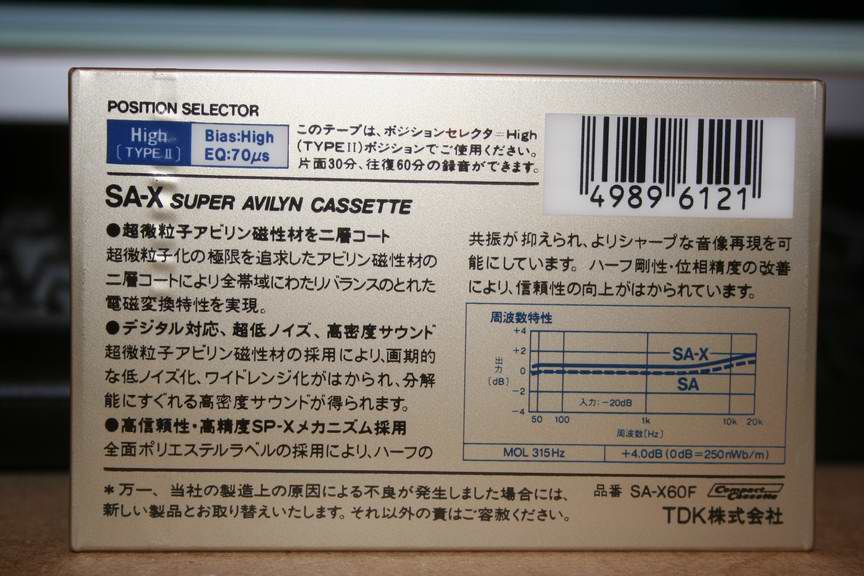 POSITION SELECTOR
High
(TYPE II)
Bias:High
EQ:70μs
このテープは、ポジションセレクタ=High
(TYPE II)ポジションでご使用ください。
片面30分、往復60分の録音ができます。
4989 6121
SA-X SUPER AVILYN CASSETTE
●超微粒子アビリン磁性材を二層コート
超微粒子化の極限を追求したアビリン磁性材の
二層コートにより全帯域にわたりバランスのとれた
電磁変換特性を実現。
●デジタル対応、超低ノイズ、高密度サウンド
超微粒子アビリン磁性材の採用により、画期的
な低ノイズ化、ワイドレンジ化がはかられ、分解
能にすぐれる高密度サウンドが得られます。
●高信頼性・高精度SP-Xメカニズム採用
全面ポリエステルラベルの採用により、ハーフの
共振が抑えられ、よりシャープな音像再現を可
能にしています。ハーフ剛性・位相精度の改善
により、信頼性の向上がはかられています。
周波数特性
+4
+2
0
−2
−4
出力
(dB)
SA-X
SA
入力:−20dB
50 100 1k 10k 20k
周波数(Hz)
MOL 315Hz
+4.0dB(0dB=250nWb/m)
*万一、当社の製造上の原因による不良が発生しました場合には、
新しい製品とお取り替えいたします。それ以外の責はご容赦ください。
品番 SA-X60F
Compact Cassette
TDK株式会社